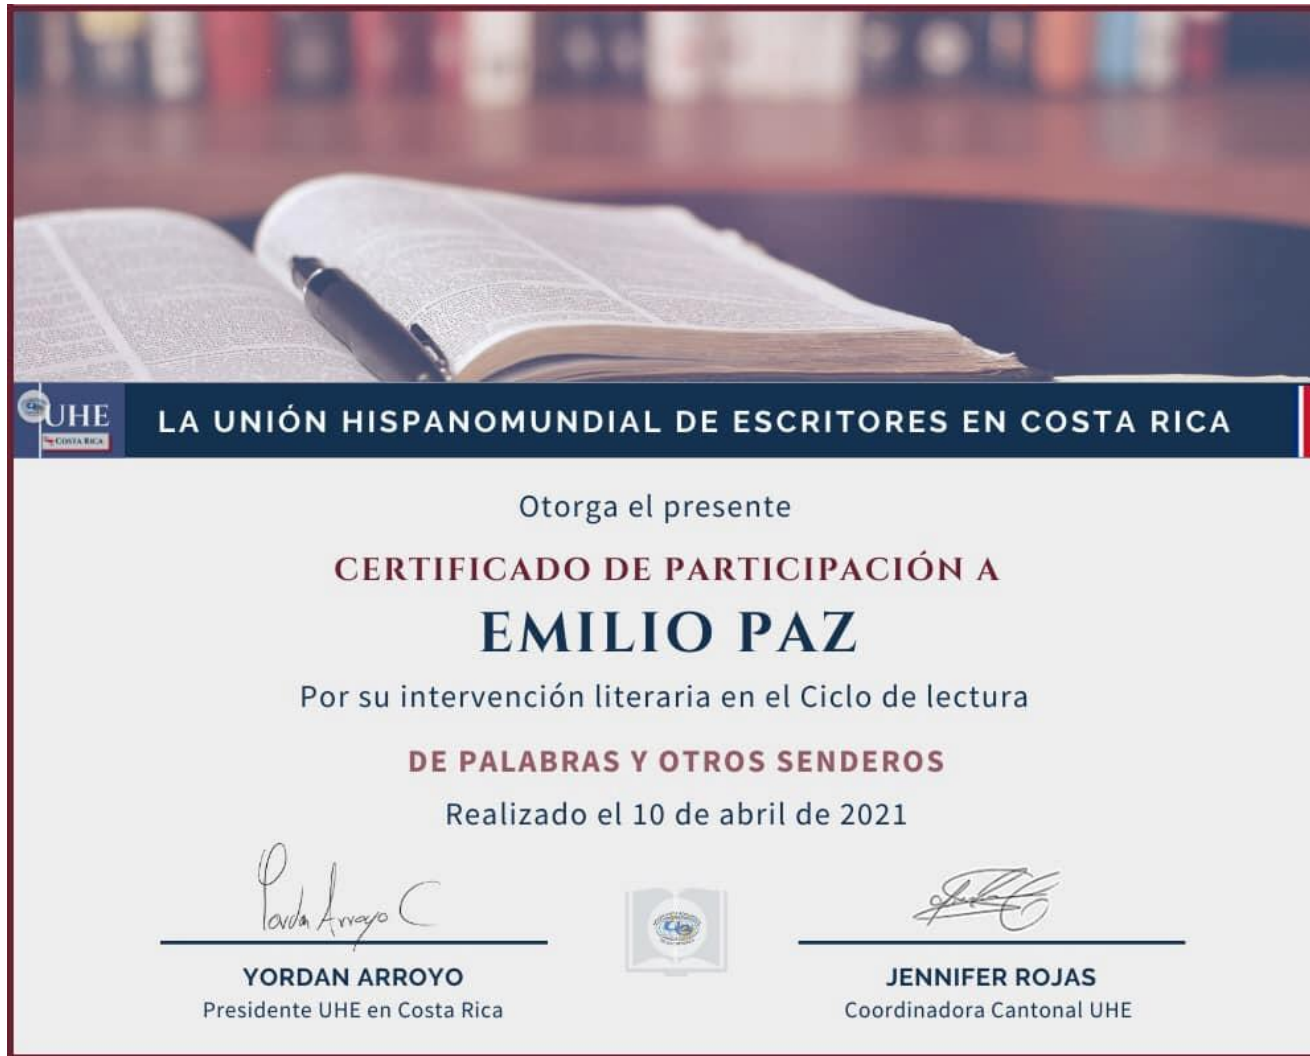 UHE
COSTA RICA
LA UNIÓN HISPANOMUNDIAL DE ESCRITORES EN COSTA RICA
Otorga el presente
CERTIFICADO DE PARTICIPACIÓN A
EMILIO PAZ
Por su intervención literaria en el Ciclo de lectura
DE PALABRAS Y OTROS SENDEROS
Realizado el 10 de abril de 2021
Yordan Arroyo C
YORDAN ARROYO
Presidente UHE en Costa Rica
JENNIFER ROJAS
Coordinadora Cantonal UHE